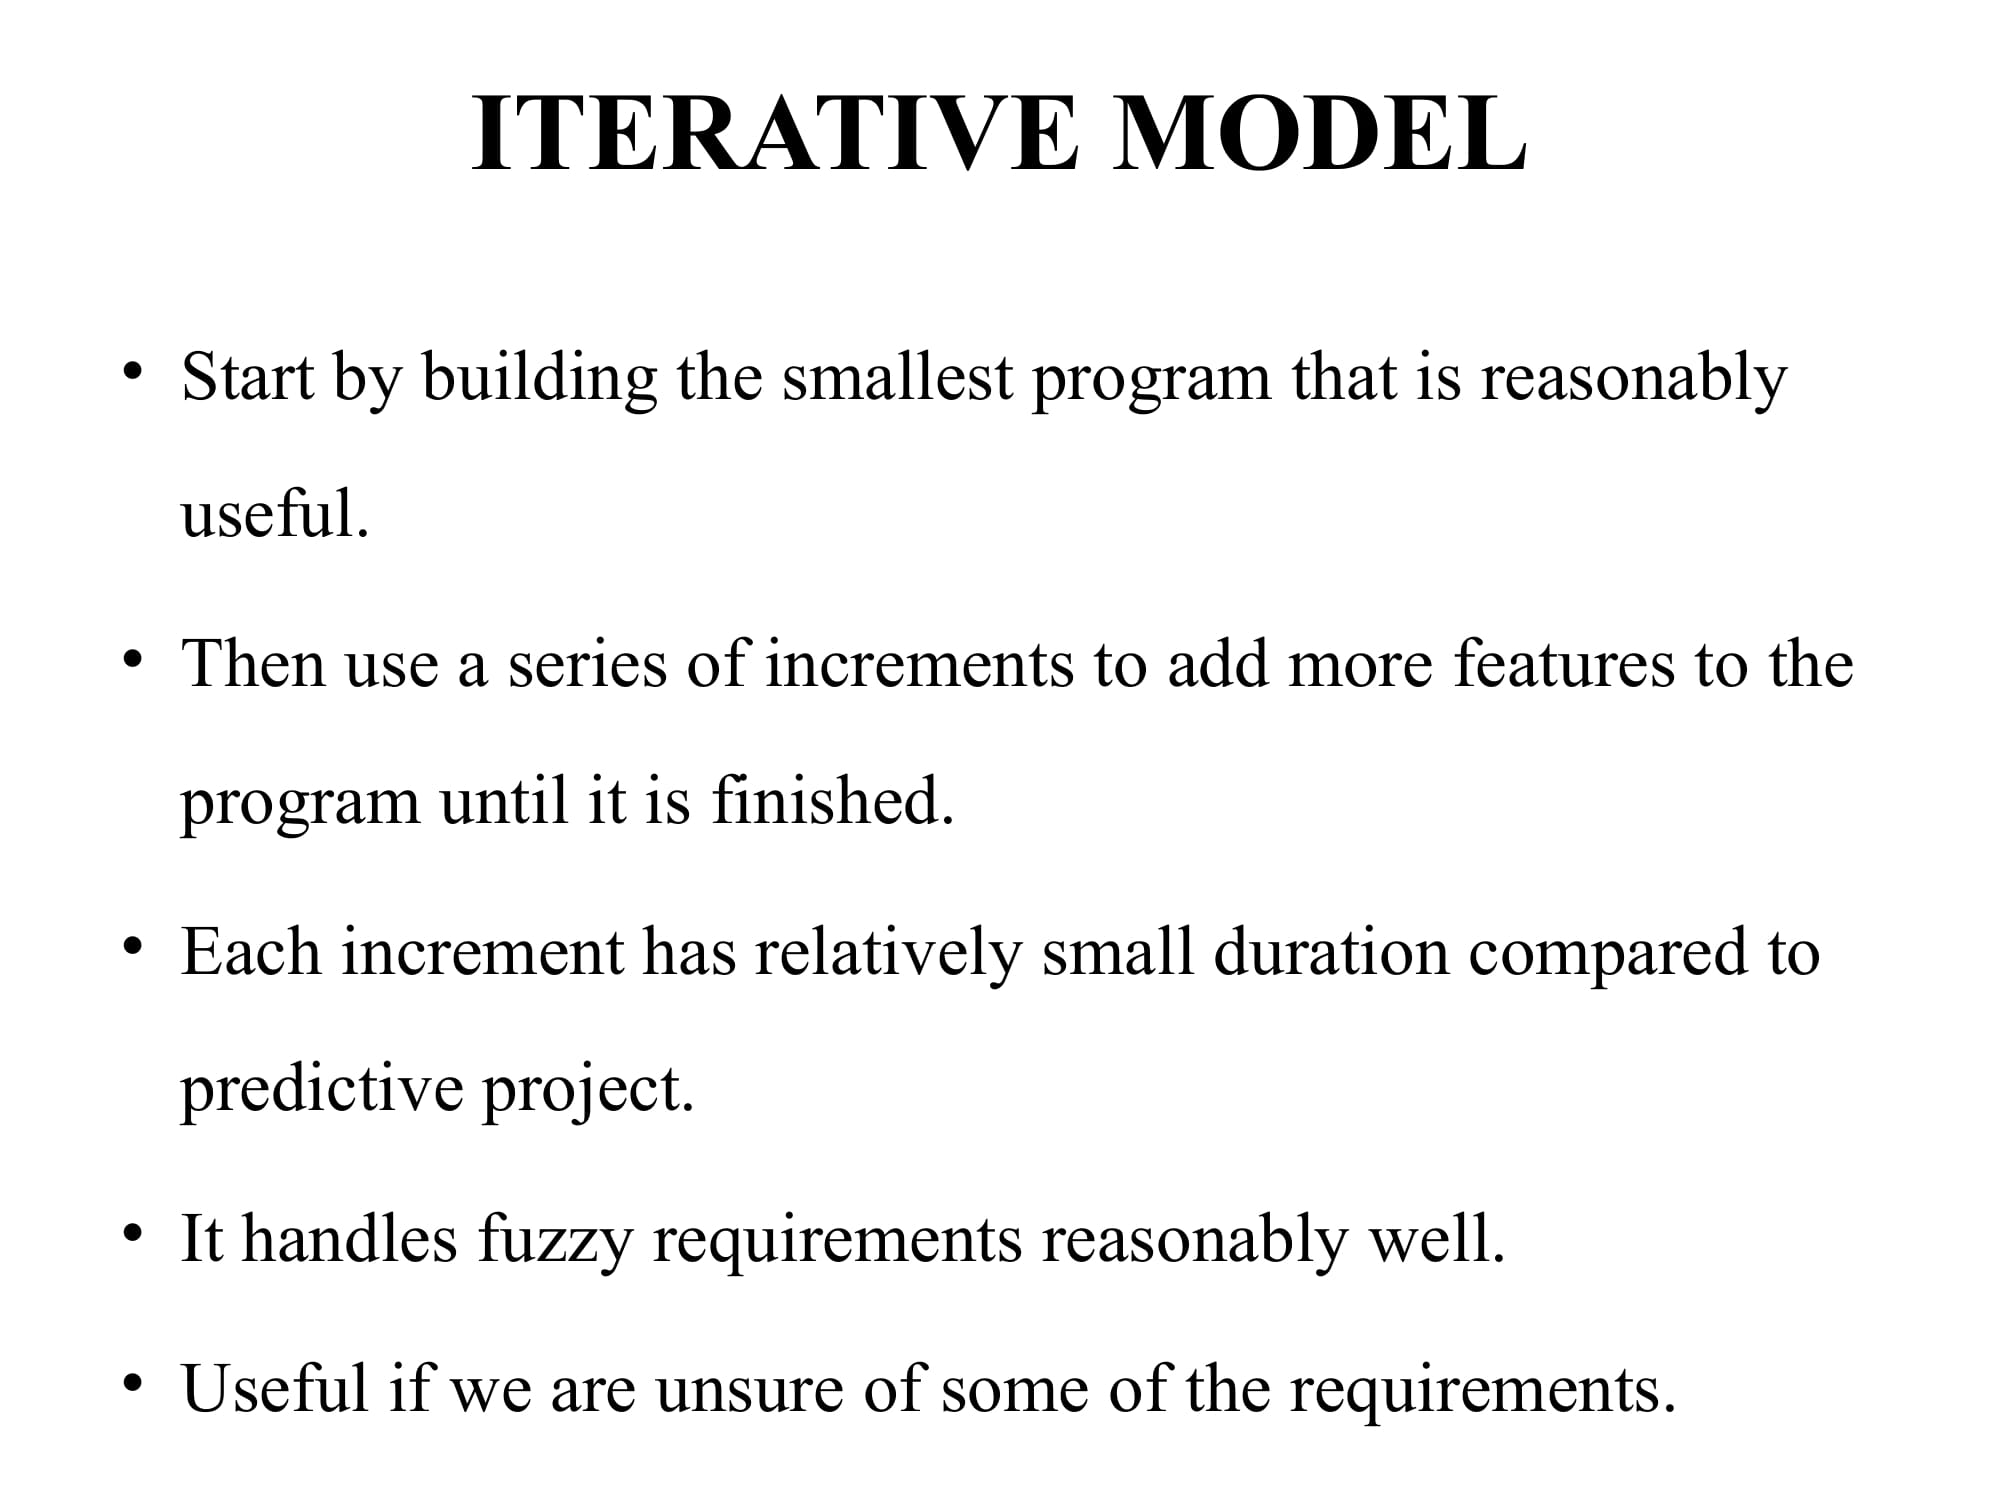 ITERATIVE MODEL
• Start by building the smallest program that is reasonably
useful.
• Then use a series of increments to add more features to the
program until it is finished.
• Each increment has relatively small duration compared to
predictive project.
• It handles fuzzy requirements reasonably well.
• Useful if we are unsure of some of the requirements.